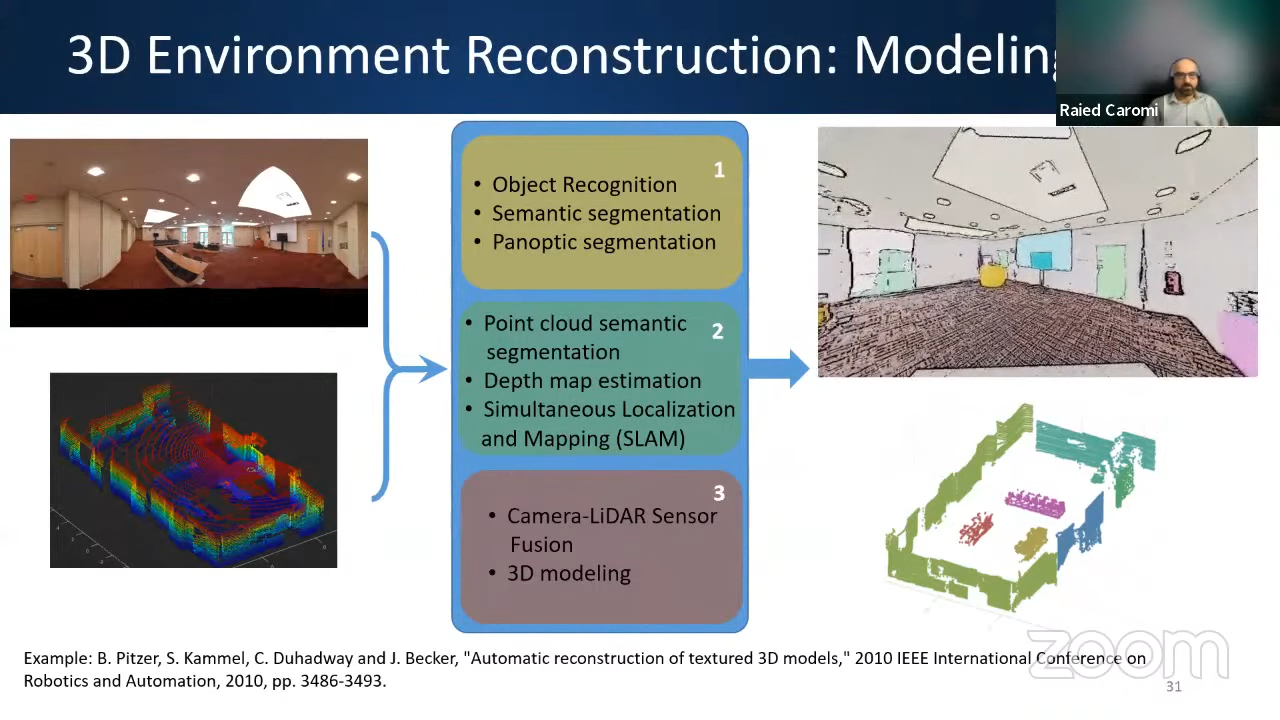 3D Environment Reconstruction: Modeling
Raied Caromi
1
• Object Recognition
• Semantic segmentation
• Panoptic segmentation
2
• Point cloud semantic
segmentation
• Depth map estimation
• Simultaneous Localization
and Mapping (SLAM)
3
• Camera-LiDAR Sensor
Fusion
• 3D modeling
Example: B. Pitzer, S. Kammel, C. Duhadway and J. Becker, "Automatic reconstruction of textured 3D models," 2010 IEEE International Conference on
Robotics and Automation, 2010, pp. 3486-3493.
zoom
31